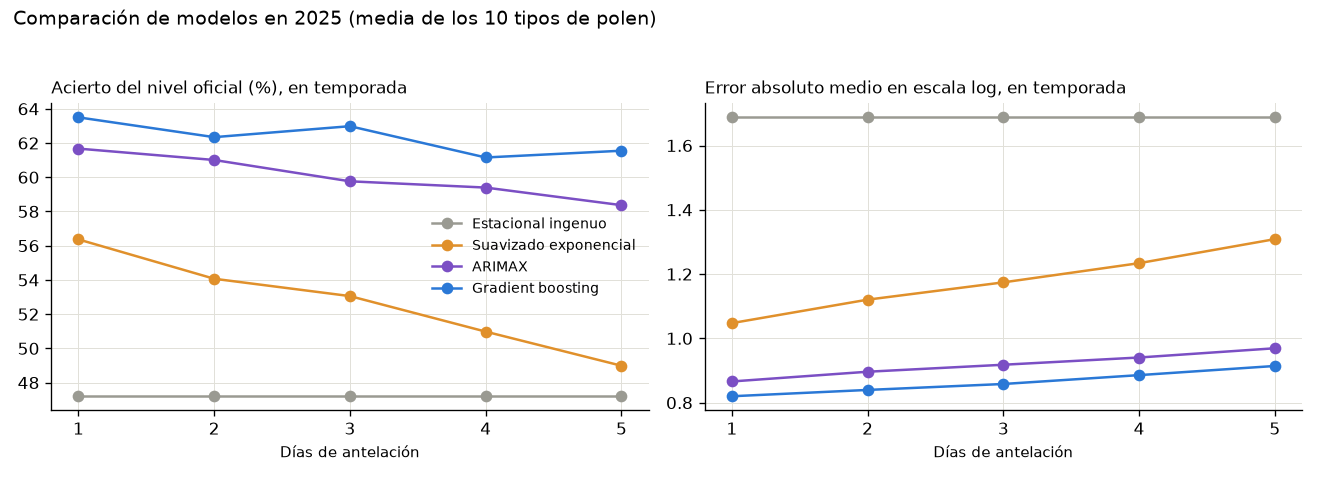 Comparación de modelos en 2025 (media de los 10 tipos de polen)
Acierto del nivel oficial (%), en temporada
64
62
60
58
56
54
52
50
48
1 2 3 4 5
Días de antelación
Estacional ingenuo
Suavizado exponencial
ARIMAX
Gradient boosting
Error absoluto medio en escala log, en temporada
1.6
1.4
1.2
1.0
0.8
1 2 3 4 5
Días de antelación